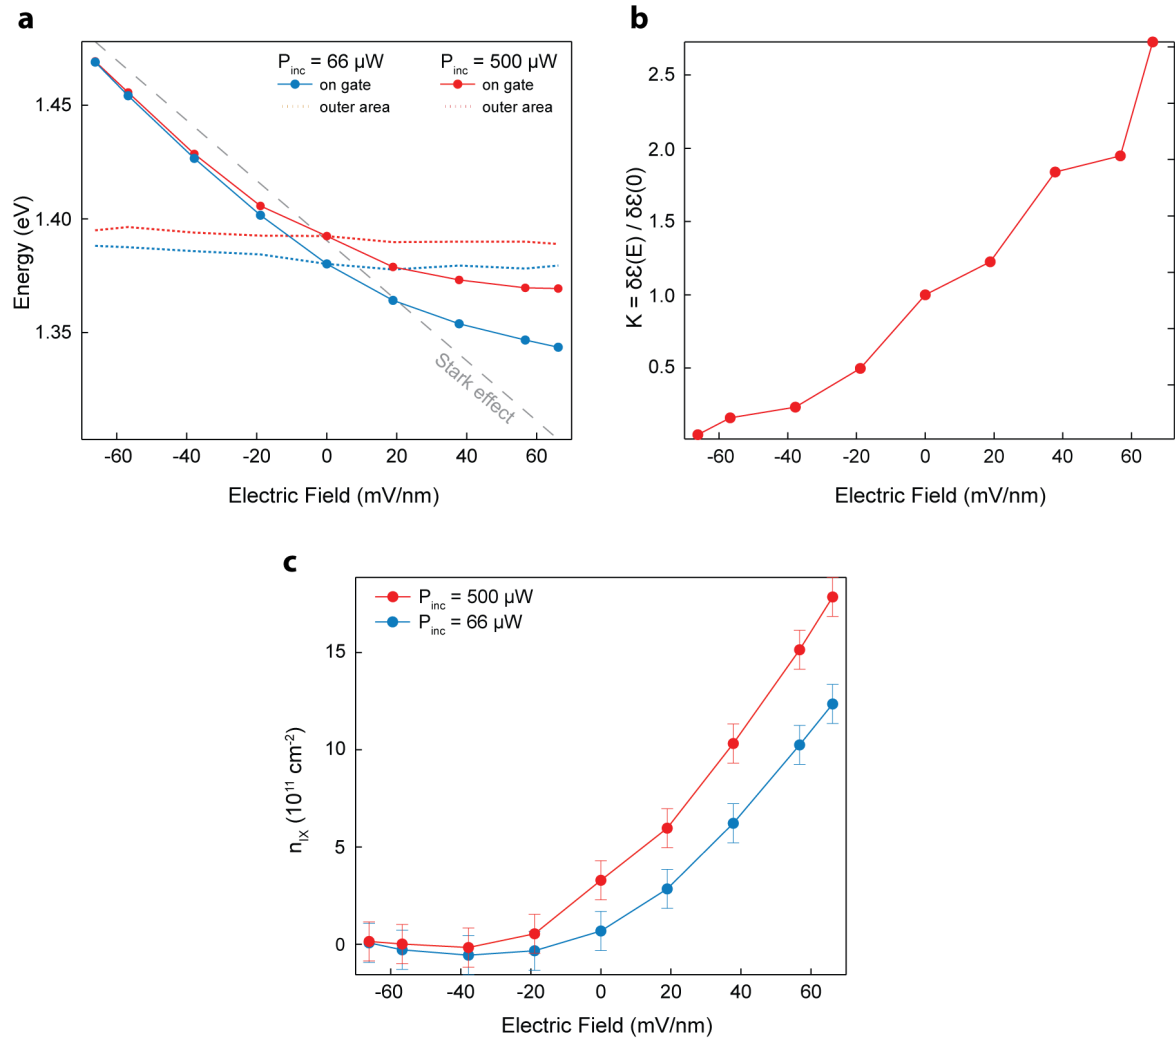 a
P_inc = 66 µW
P_inc = 500 µW
on gate
on gate
outer area
outer area
1.45
1.40
1.35
Energy (eV)
Stark effect
-60 -40 -20 0 20 40 60
Electric Field (mV/nm)
b
2.5
2.0
1.5
1.0
0.5
K = δԐ(E) / δԐ(0)
-60 -40 -20 0 20 40 60
Electric Field (mV/nm)
c
P_inc = 500 µW
P_inc = 66 µW
15
10
5
0
n_IX (10^11 cm^-2)
-60 -40 -20 0 20 40 60
Electric Field (mV/nm)